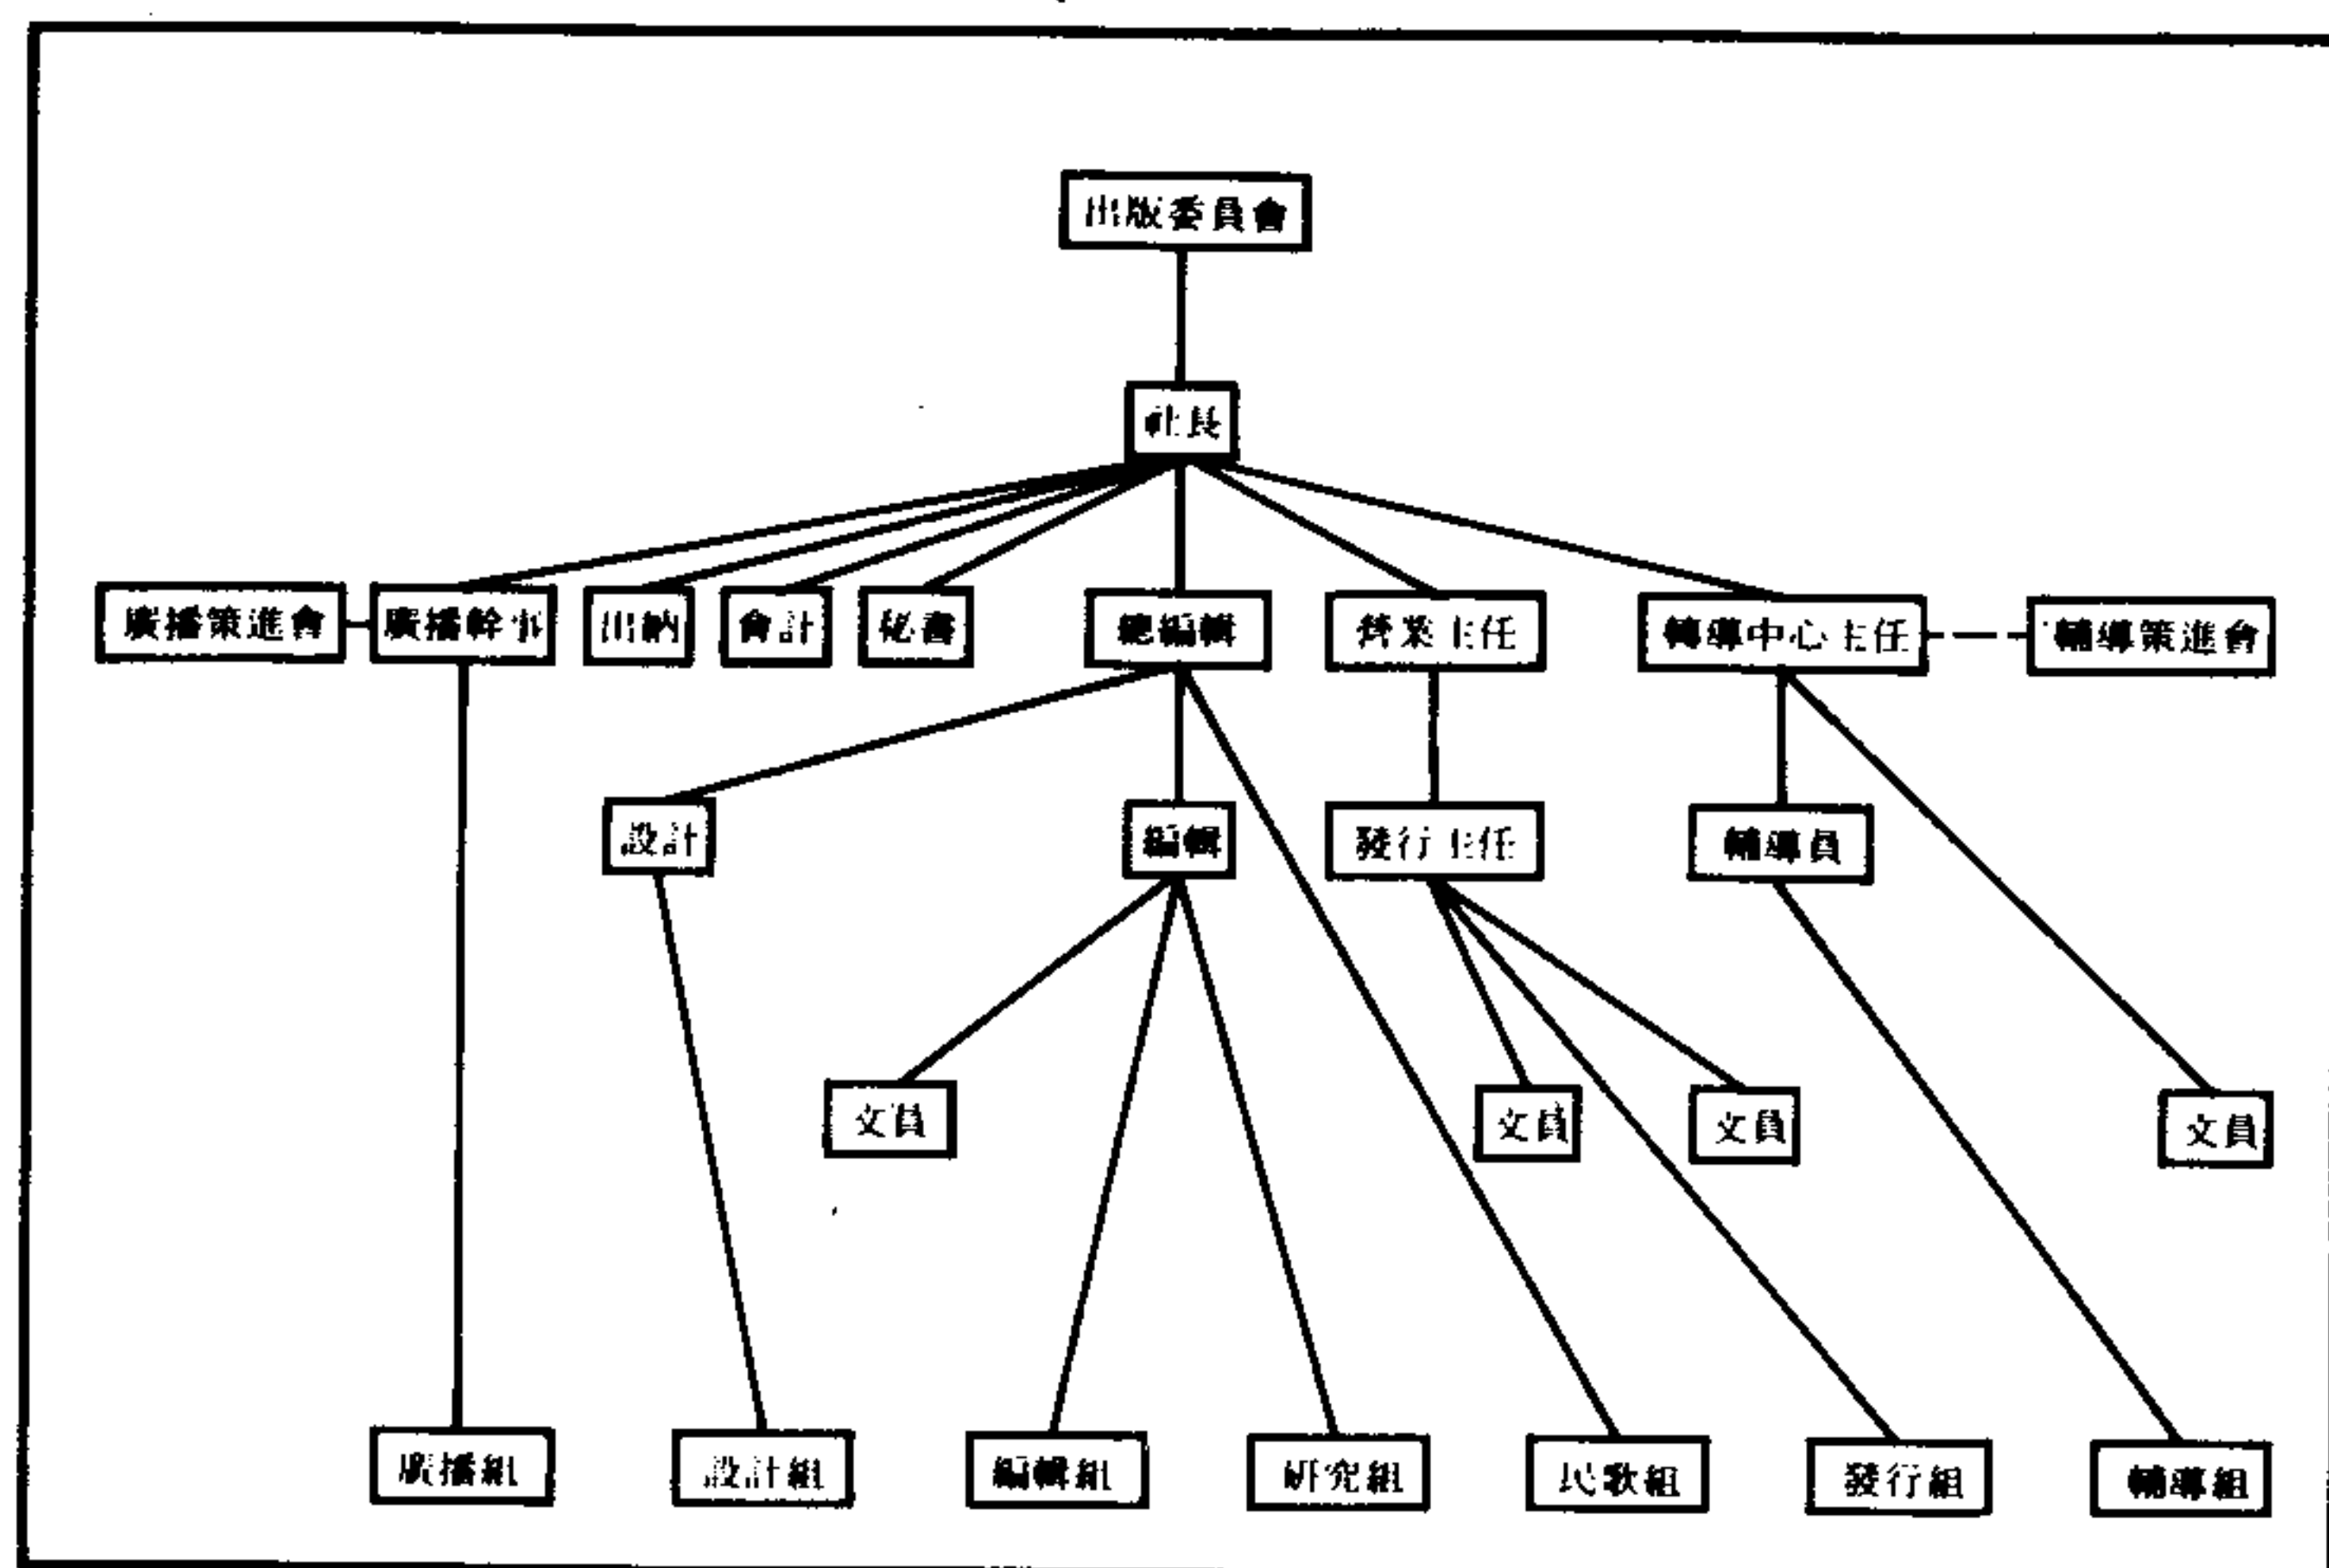 出版委員會
社長
廣播策進會
廣播幹事
出納
會計
秘書
總編輯
營業主任
輔導中心主任
輔導策進會
設計
編輯
發行主任
輔導員
文員
文員
文員
文員
廣播組
設計組
編輯組
研究組
民歌組
發行組
輔導組